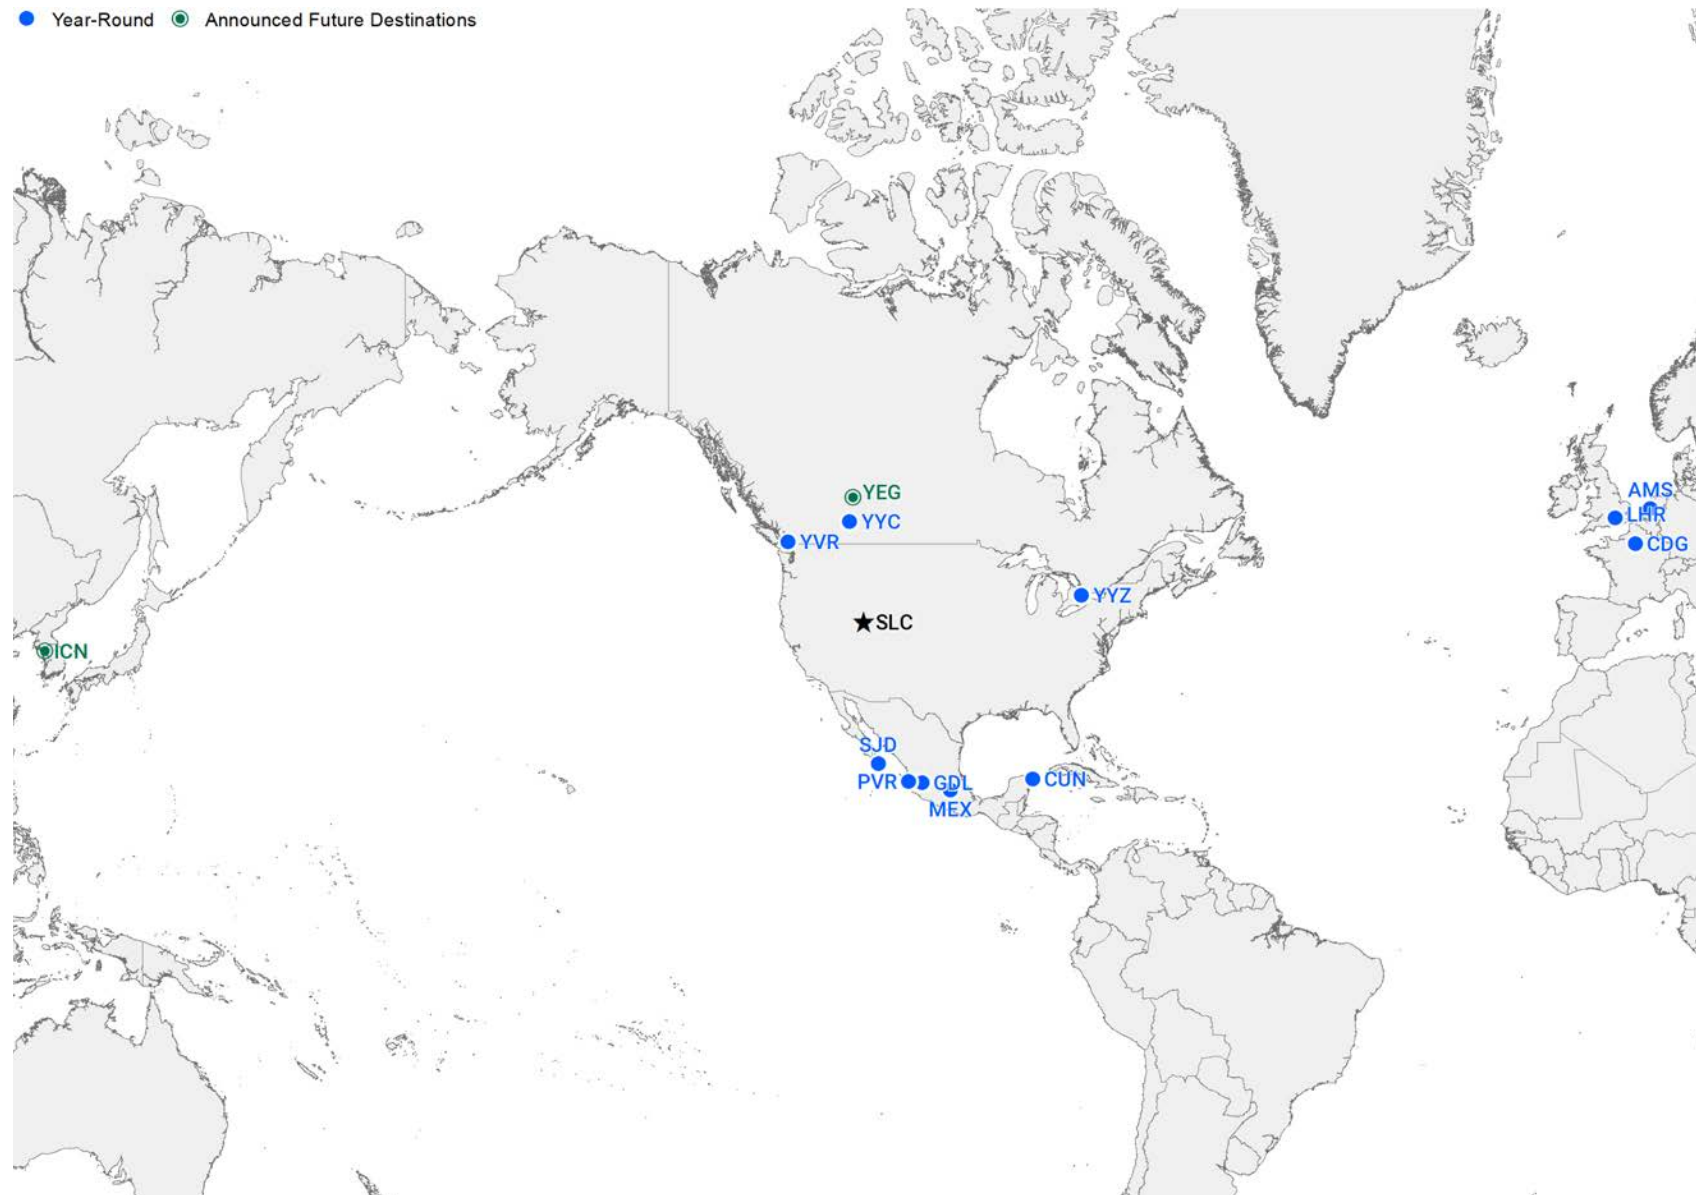 Year-Round Announced Future Destinations
YEG
AMS
YYC
LHR
YVR
CDG
YYZ
SLC
ICN
SJD
PVR GDL CUN
MEX